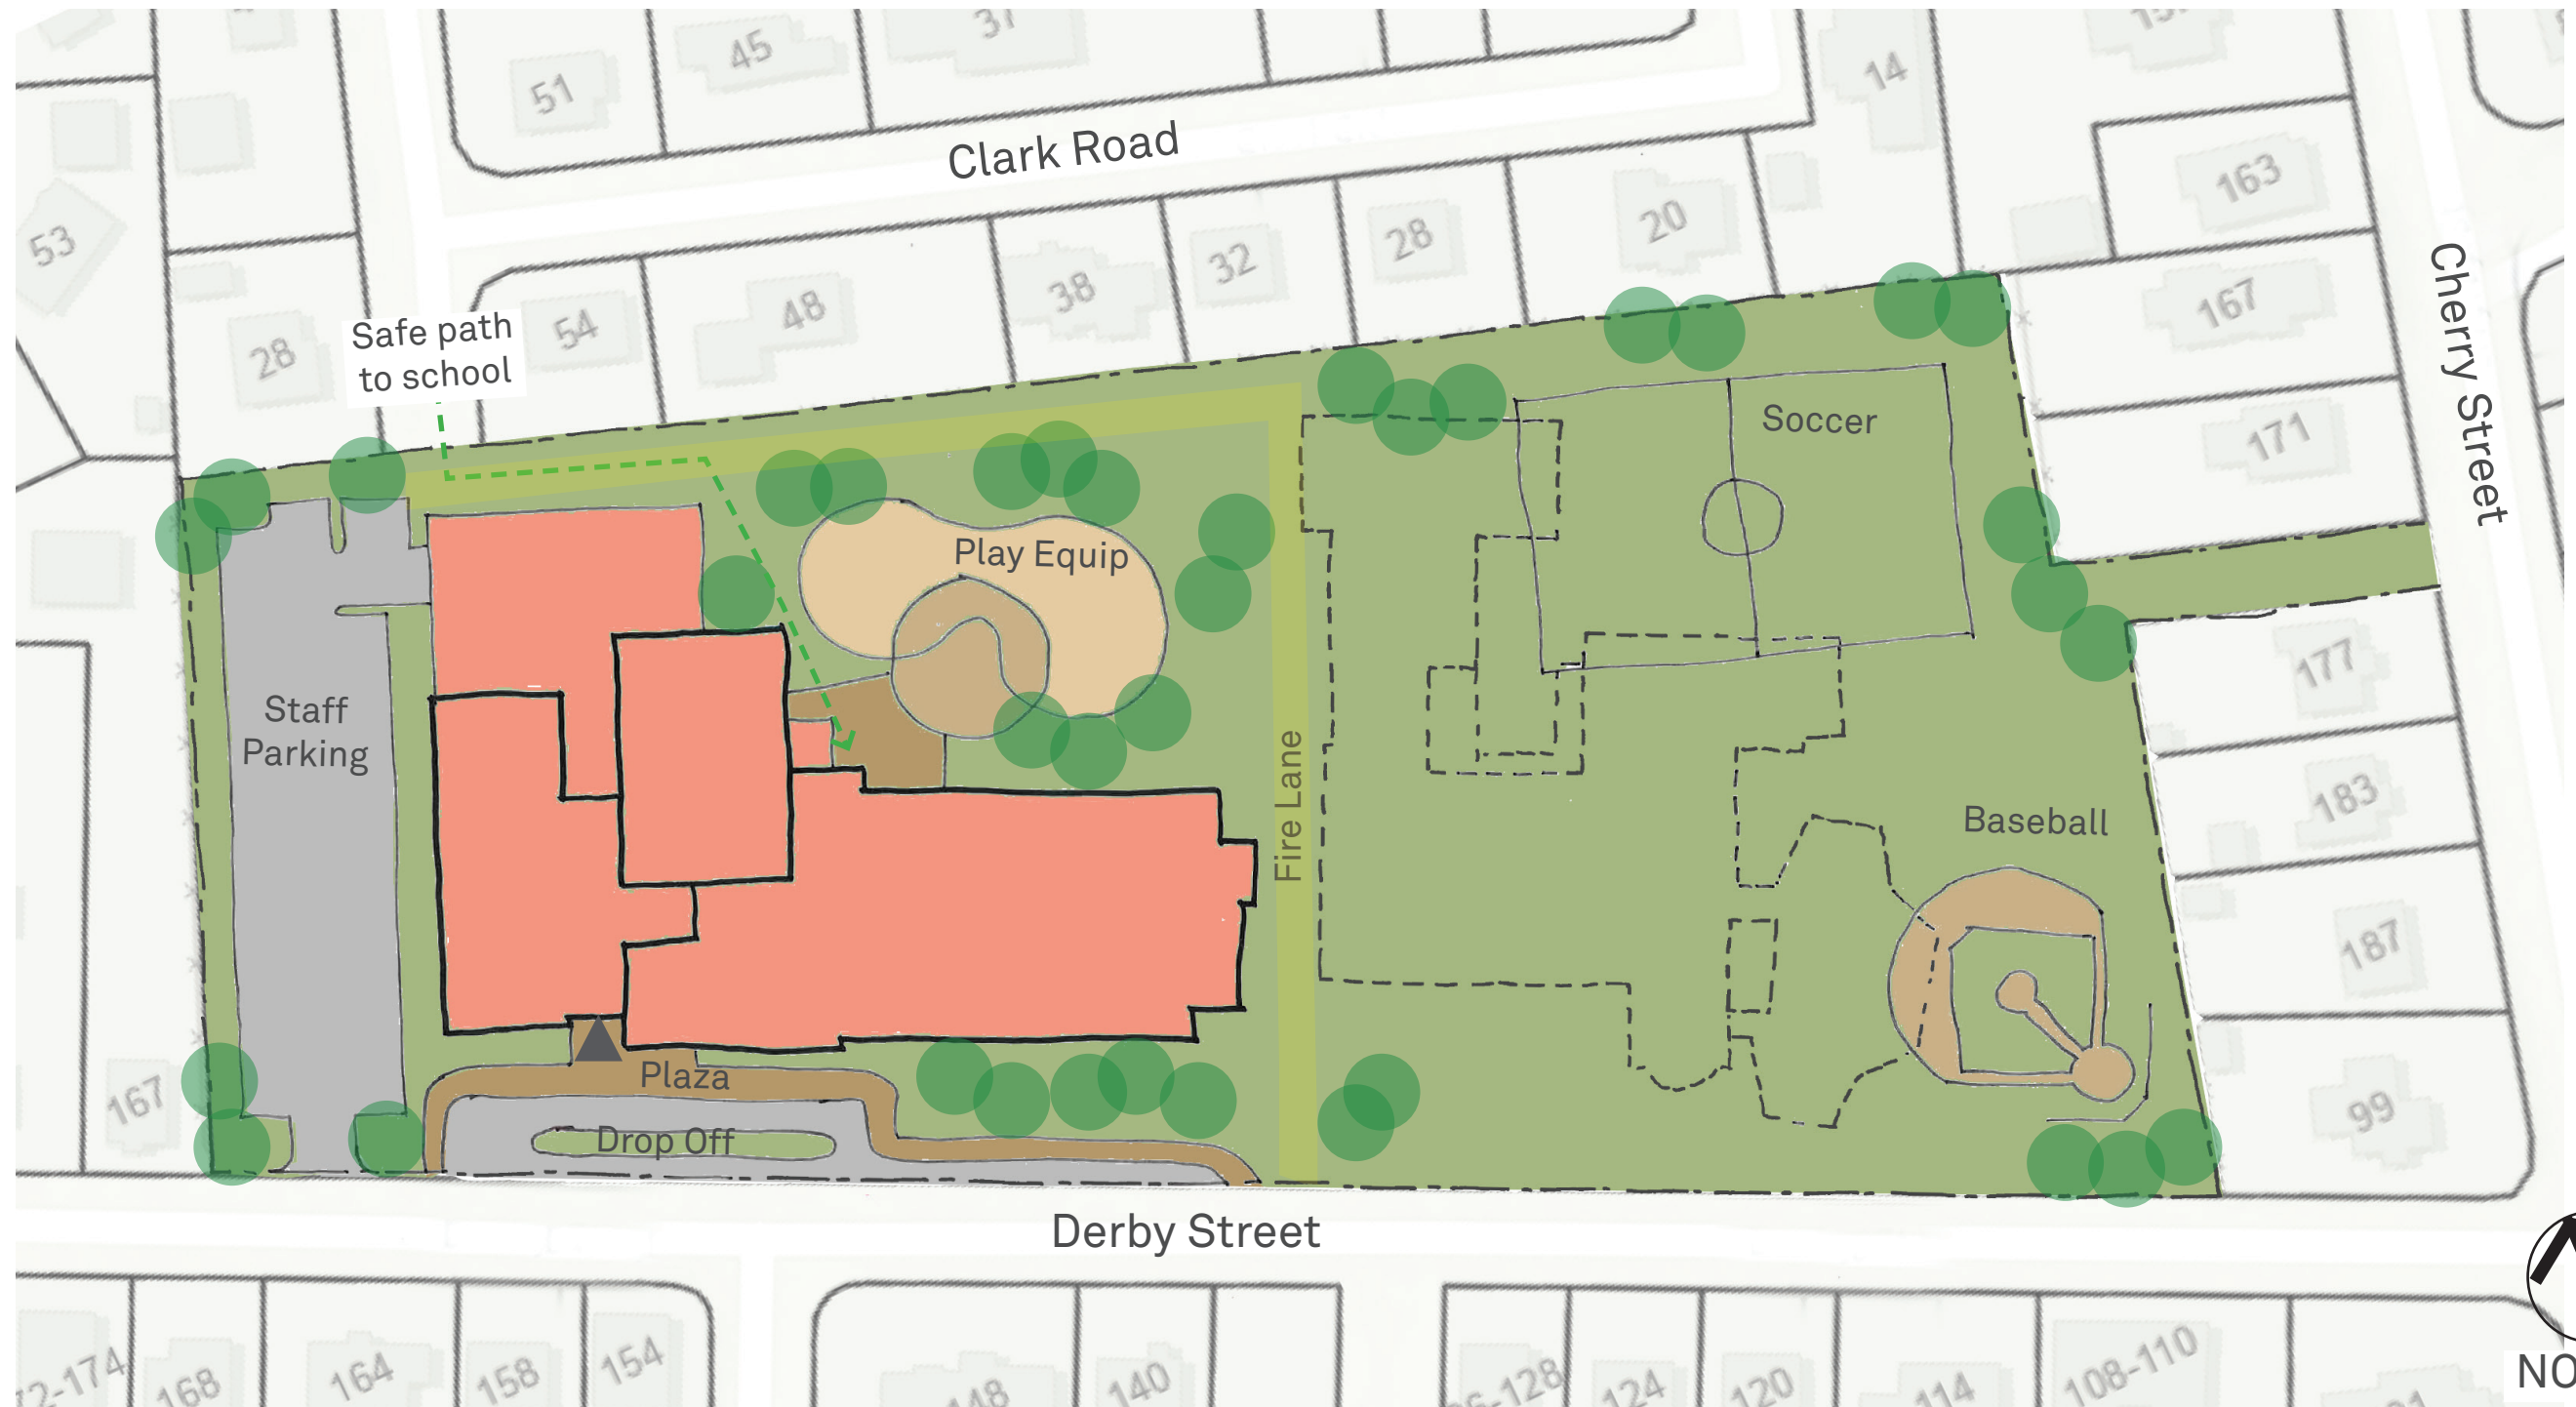 37
45
51
14
Clark Road
163
53
20
28
32
38
167
48
54
28
Safe path
to school
Cherry Street
171
Soccer
Play Equip
177
Staff
Parking
183
Fire Lane
Baseball
187
167
Plaza
99
Drop Off
Derby Street
168
164
158
154
140
124
120
114
108-110